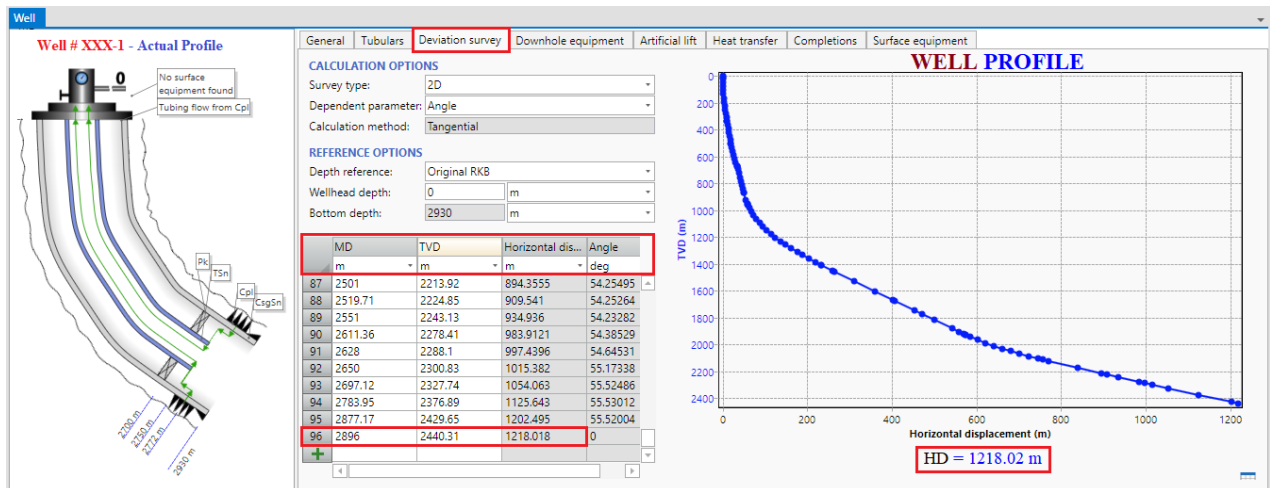 Well
Well # XXX-1 - Actual Profile
0
No surface
equipment found
Tubing flow from Cpl
Pk
TSn
Cpl
CsgSn
2700 m
2750 m
2772 m
2930 m
General Tubulars Deviation survey Downhole equipment Artificial lift Heat transfer Completions Surface equipment
CALCULATION OPTIONS
Survey type: 2D
Dependent parameter: Angle
Calculation method: Tangential
REFERENCE OPTIONS
Depth reference: Original RKB
Wellhead depth: 0 m
Bottom depth: 2930 m
MD TVD Horizontal dis... Angle
m m m deg
87 2501 2213.92 894.3555 54.25495
88 2519.71 2224.85 909.541 54.25264
89 2551 2243.13 934.936 54.23282
90 2611.36 2278.41 983.9121 54.38529
91 2628 2288.1 997.4396 54.64531
92 2650 2300.83 1015.382 55.17338
93 2697.12 2327.74 1054.063 55.52486
94 2783.95 2376.89 1125.643 55.53012
95 2877.17 2429.65 1202.495 55.52004
96 2896 2440.31 1218.018 0
WELL PROFILE
TVD (m)
0
200
400
600
800
1000
1200
1400
1600
1800
2000
2200
2400
0 200 400 600 800 1000 1200
Horizontal displacement (m)
HD = 1218.02 m